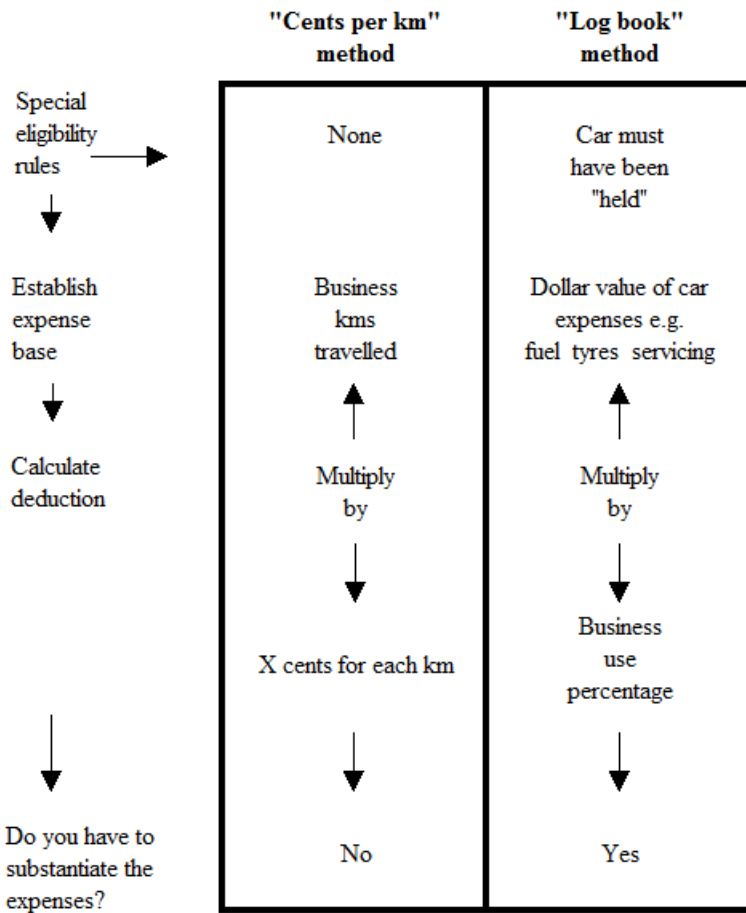 "Cents per km"
method
"Log book"
method
Special
eligibility
rules
None
Car must
have been
"held"
Establish
expense
base
Business
kms
travelled
Dollar value of car
expenses e.g.
fuel tyres servicing
Calculate
deduction
Multiply
by
Multiply
by
X cents for each km
Business
use
percentage
Do you have to
substantiate the
expenses?
No
Yes